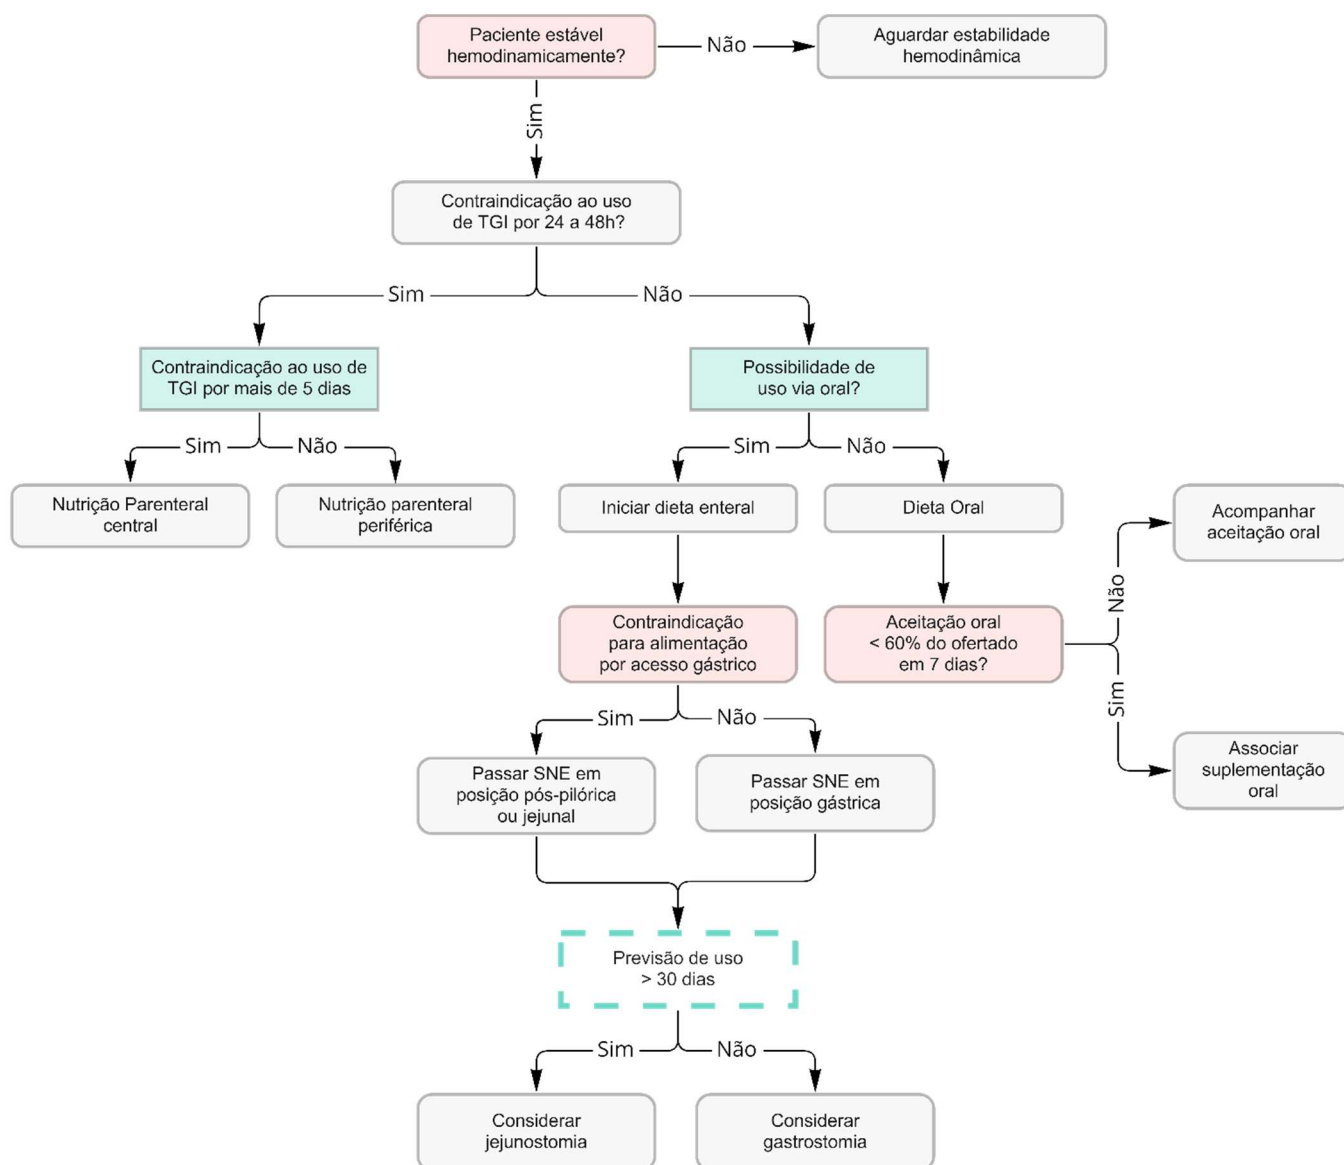 Paciente estável
hemodinamicamente?
Não
Aguardar estabilidade
hemodinâmica
Sim
Contraindicação ao uso
de TGI por 24 a 48h?
Sim
Não
Contraindicação ao uso de
TGI por mais de 5 dias
Possibilidade de
uso via oral?
Sim
Não
Sim
Não
Nutrição Parenteral
central
Nutrição parenteral
periférica
Iniciar dieta enteral
Dieta Oral
Acompanhar
aceitação oral
Não
Contraindicação
para alimentação
por acesso gástrico
Aceitação oral
< 60% do ofertado
em 7 dias?
Sim
Sim
Não
Passar SNE em
posição pós-pilórica
ou jejunal
Passar SNE em
posição gástrica
Associar
suplementação
oral
Previsão de uso
> 30 dias
Sim
Não
Considerar
jejunostomia
Considerar
gastrostomia